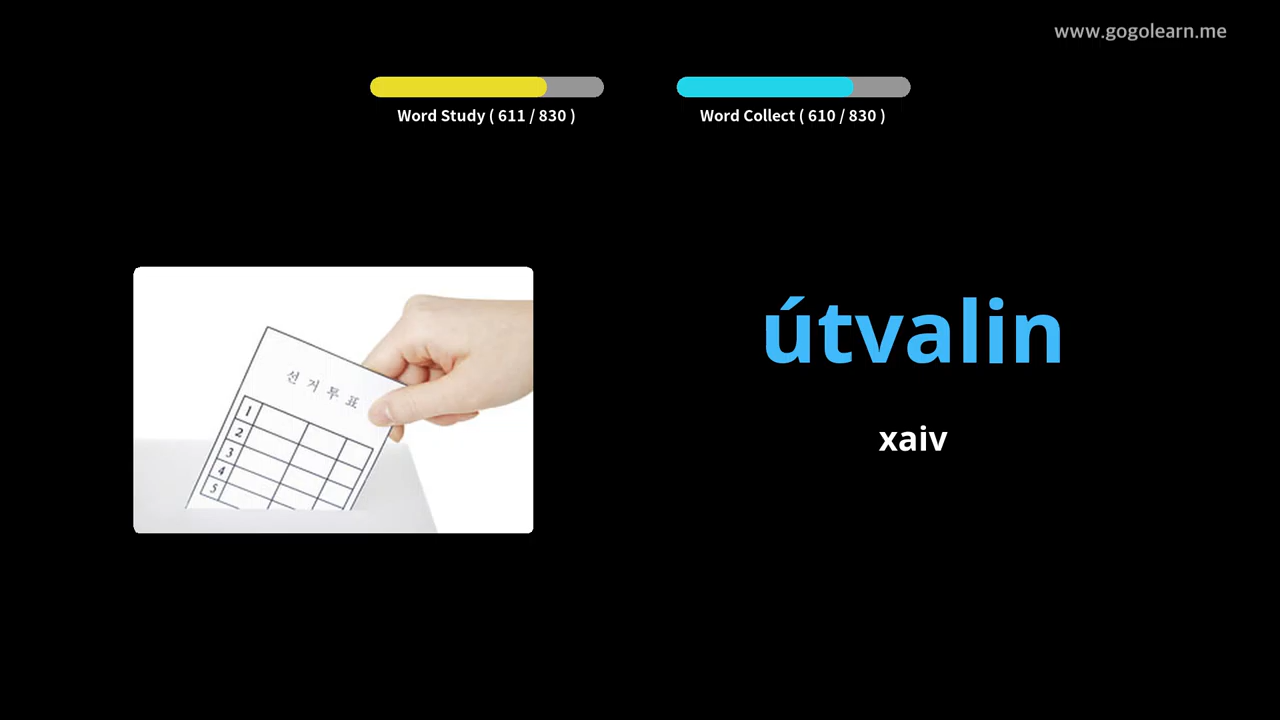 www.gogolearn.me
Word Study ( 611 / 830 )
Word Collect ( 610 / 830 )
선 거 투 표
1
2
3
4
5
útvalin
xaiv